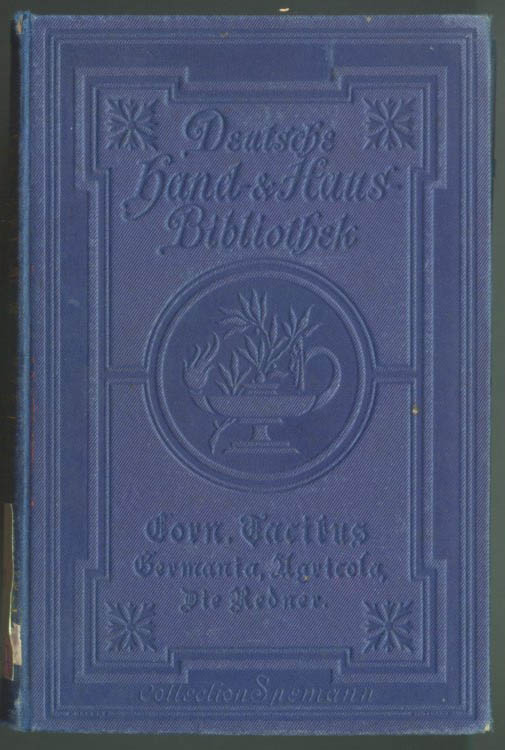 Deutsche
Hand- & Haus-
Bibliothek
Corn. Tacitus
Germania, Agricola,
Die Redner.
Collection Spemann